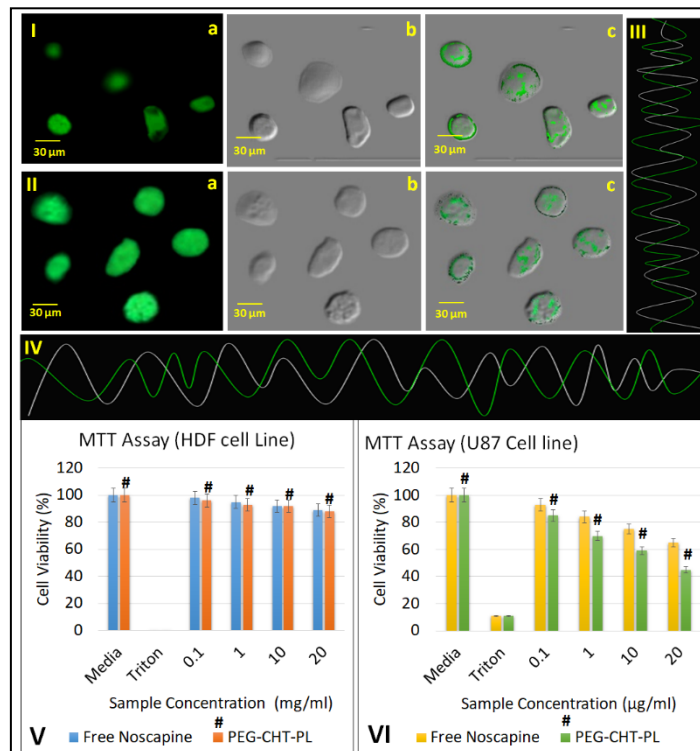 I a b c III
30 µm 30 µm 30 µm
II a b c
30 µm 30 µm 30 µm
IV
MTT Assay (HDF cell Line)
Cell Viability (%)
120
100
80
60
40
20
0
# # # # #
Media Triton 0.1 1 10 20
Sample Concentration (mg/ml)
V Free Noscapine # PEG-CHT-PL
MTT Assay (U87 Cell line)
Cell Viability (%)
120
100
80
60
40
20
0
# # # # #
Media Triton 0.1 1 10 20
Sample Concentration (µg/ml)
VI Free Noscapine # PEG-CHT-PL